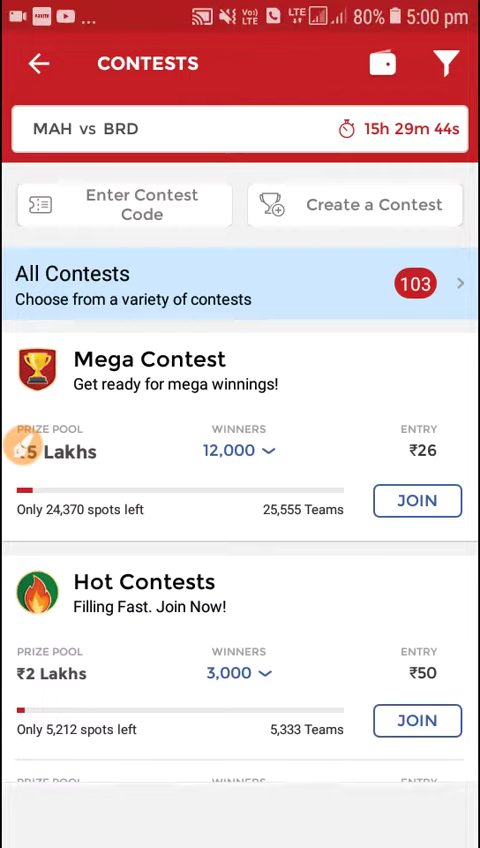 ... Vo) LTE LTE 80% 5:00 pm
CONTESTS
MAH vs BRD 15h 29m 44s
Enter Contest Code
Create a Contest
All Contests 103
Choose from a variety of contests
Mega Contest
Get ready for mega winnings!
PRIZE POOL WINNERS ENTRY
5 Lakhs 12,000 ₹26
Only 24,370 spots left 25,555 Teams JOIN
Hot Contests
Filling Fast. Join Now!
PRIZE POOL WINNERS ENTRY
₹2 Lakhs 3,000 ₹50
Only 5,212 spots left 5,333 Teams JOIN
PRIZE POOL WINNERS ENTRY